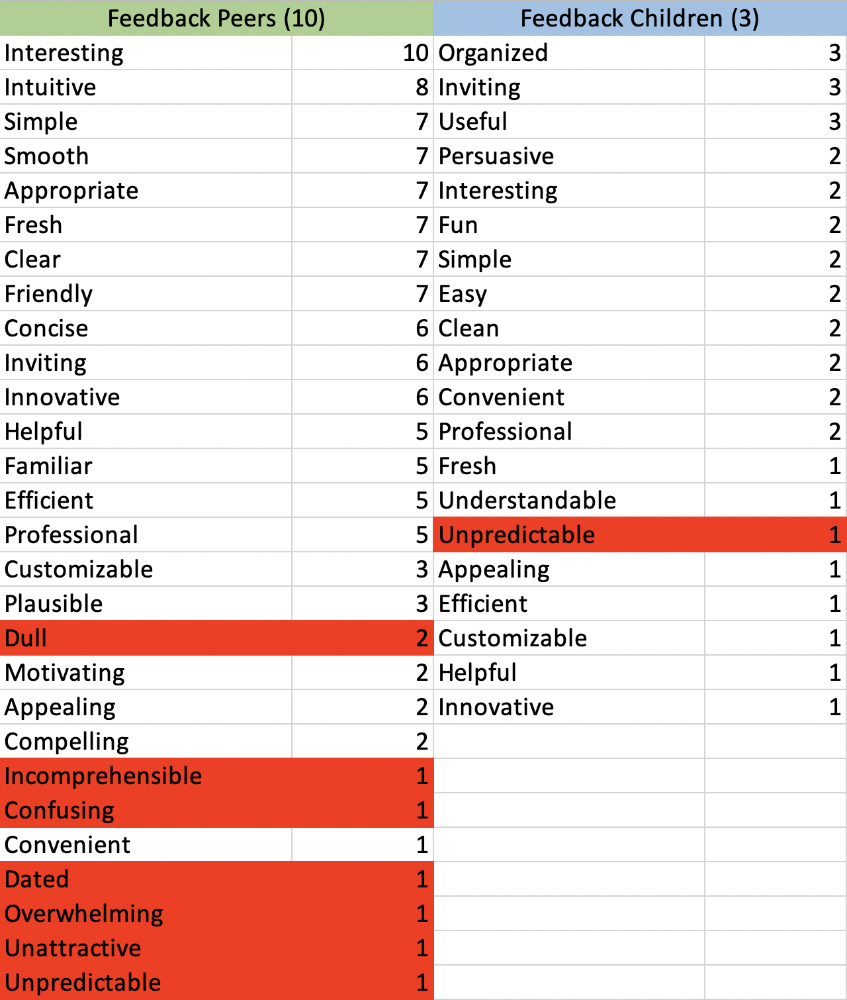 Feedback Peers (10) Feedback Children (3)
Interesting 10 Organized 3
Intuitive 8 Inviting 3
Simple 7 Useful 3
Smooth 7 Persuasive 2
Appropriate 7 Interesting 2
Fresh 7 Fun 2
Clear 7 Simple 2
Friendly 7 Easy 2
Concise 6 Clean 2
Inviting 6 Appropriate 2
Innovative 6 Convenient 2
Helpful 5 Professional 2
Familiar 5 Fresh 1
Efficient 5 Understandable 1
Professional 5 Unpredictable 1
Customizable 3 Appealing 1
Plausible 3 Efficient 1
Dull 2 Customizable 1
Motivating 2 Helpful 1
Appealing 2 Innovative 1
Compelling 2
Incomprehensible 1
Confusing 1
Convenient 1
Dated 1
Overwhelming 1
Unattractive 1
Unpredictable 1